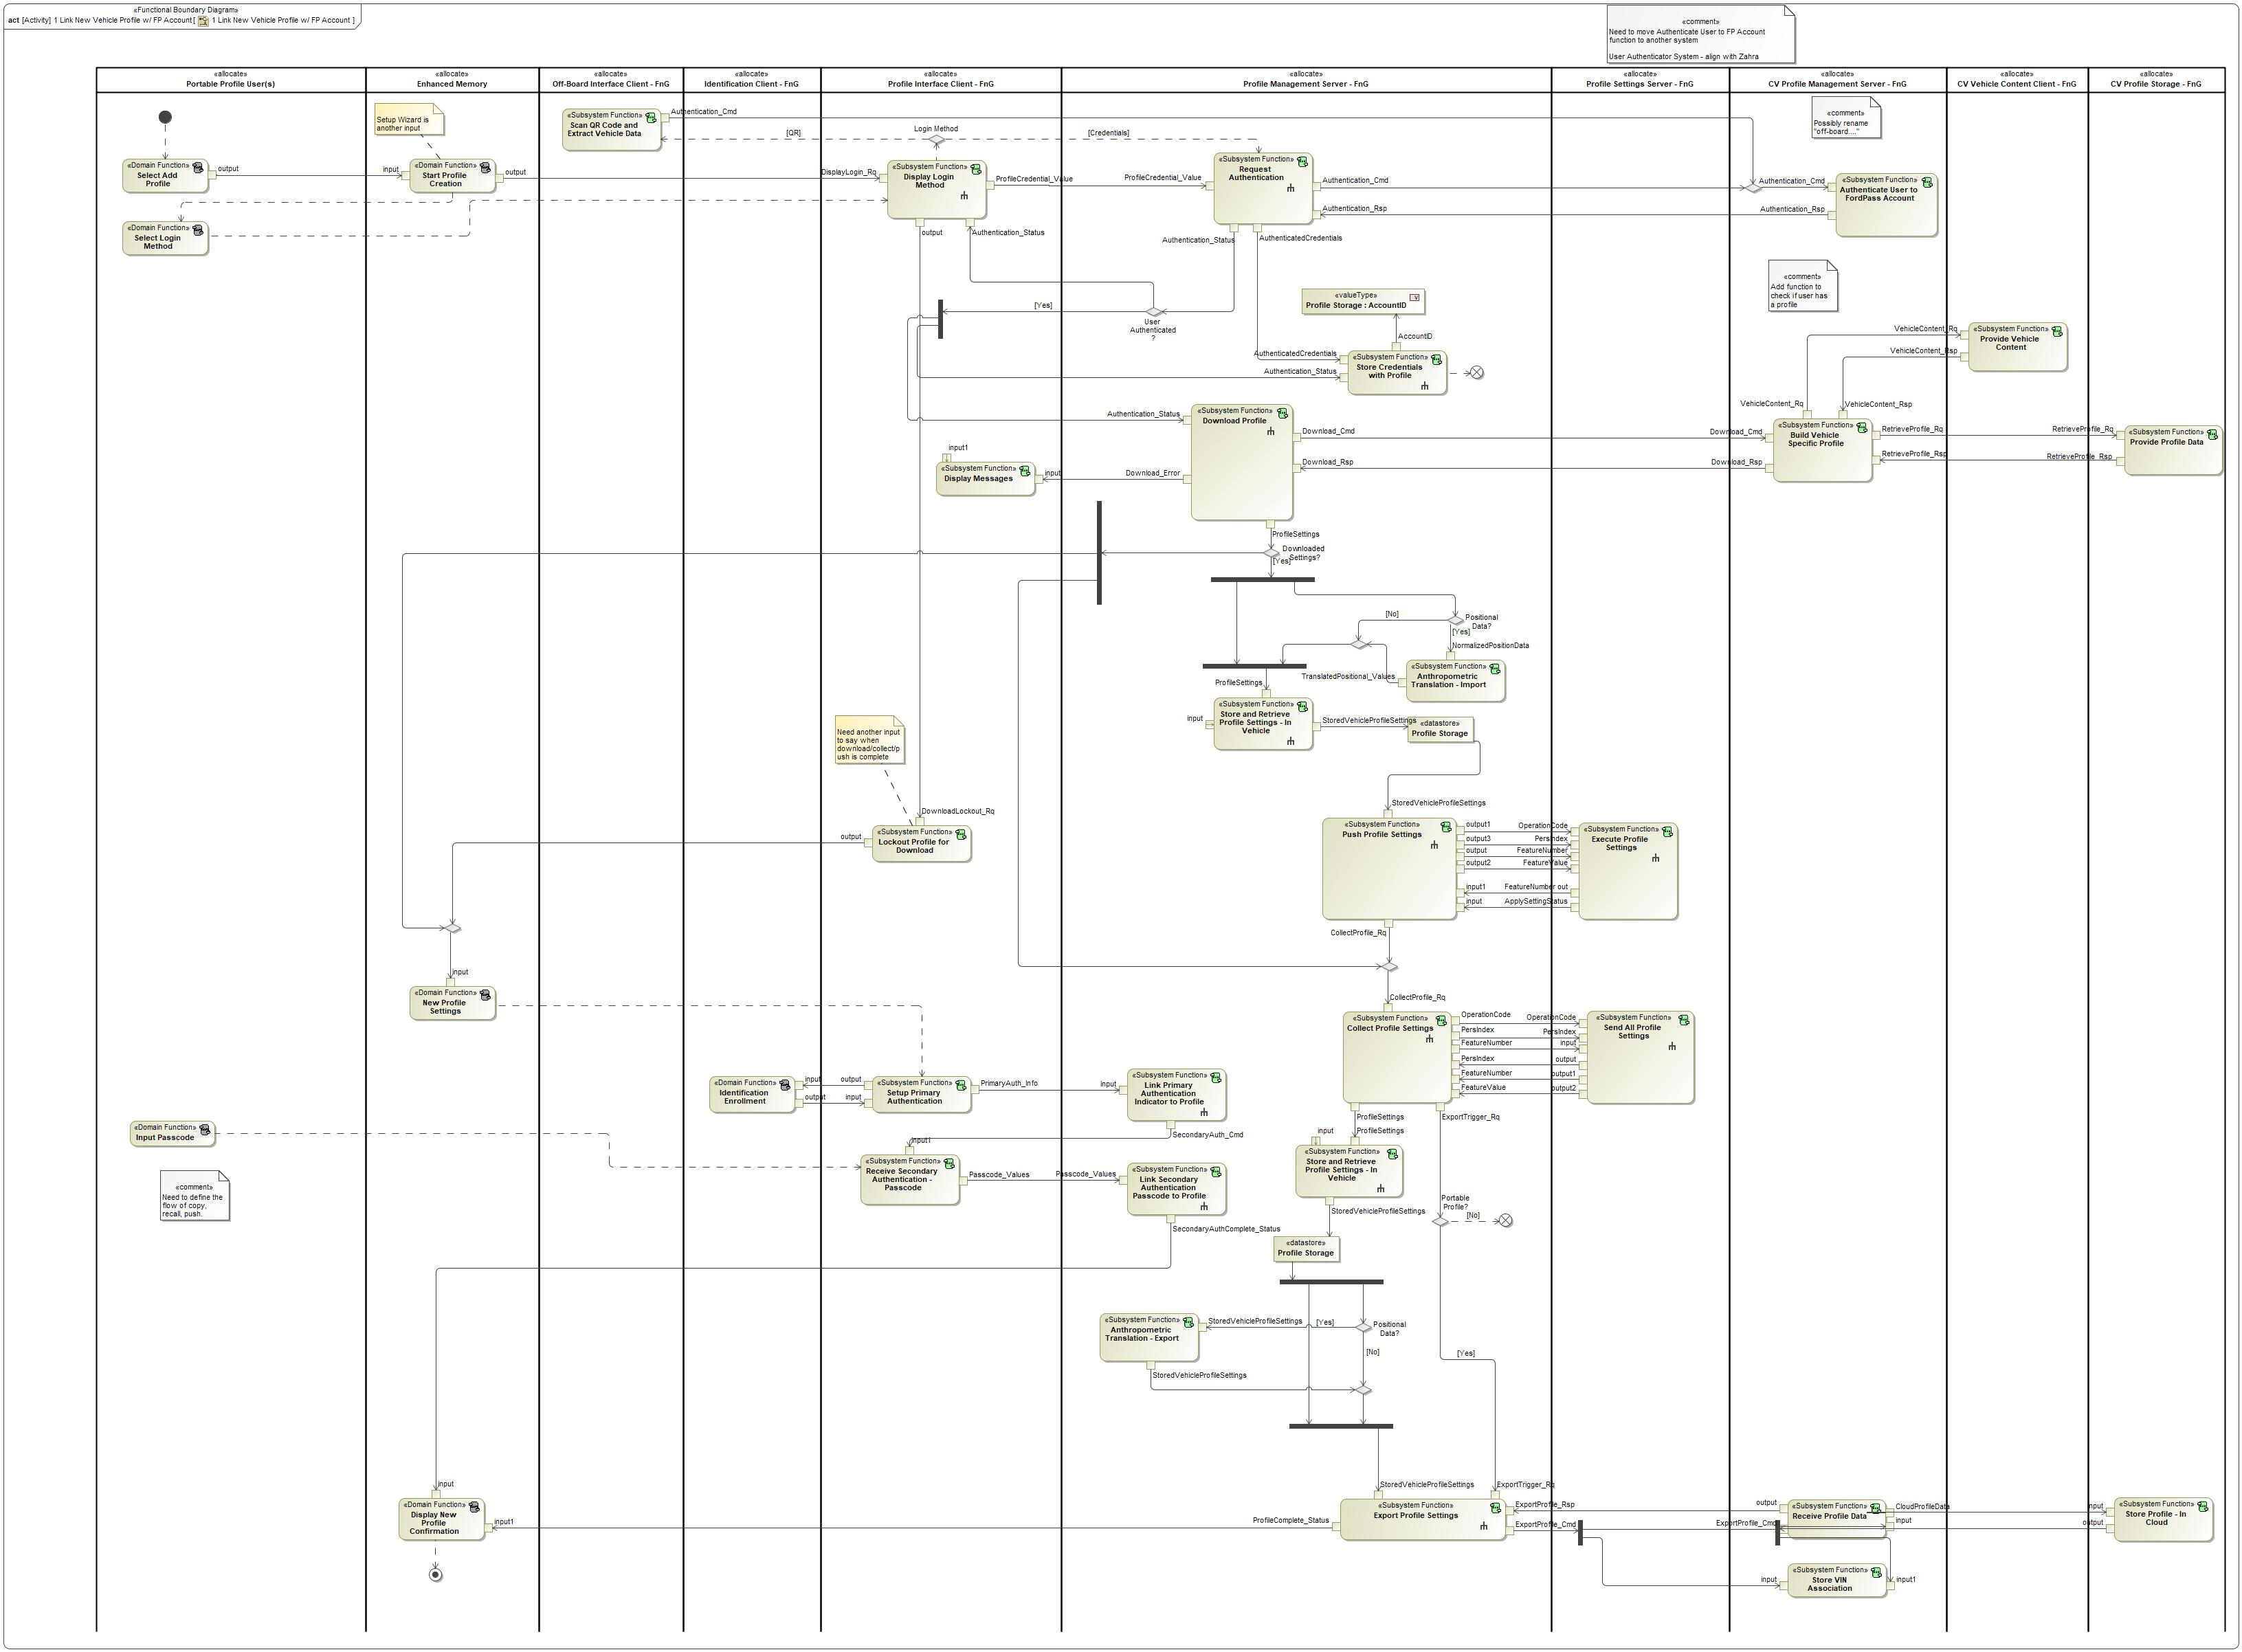 «Functional Boundary Diagram»
act [Activity] 1 Link New Vehicle Profile w/ FP Account [ 1 Link New Vehicle Profile w/ FP Account ]
«comment»
Need to move Authenticate User to FP Account
function to another system
User Authenticator System - align with Zahra
«allocate»
Portable Profile User(s)
«allocate»
Enhanced Memory
«allocate»
Off-Board Interface Client - FnG
«allocate»
Identification Client - FnG
«allocate»
Profile Interface Client - FnG
«allocate»
Profile Management Server - FnG
«allocate»
Profile Settings Server - FnG
«allocate»
CV Profile Management Server - FnG
«allocate»
CV Vehicle Content Client - FnG
«allocate»
CV Profile Storage - FnG
Setup Wizard is
another input
«Subsystem Function»
Scan QR Code and
Extract Vehicle Data
Authentication_Cmd
[QR]
Login Method
[Credentials]
«comment»
Possibly rename
"off-board...."
«Domain Function»
Select Add
Profile
output
input
«Domain Function»
Start Profile
Creation
output
DisplayLogin_Rq
«Subsystem Function»
Display Login
Method
ProfileCredential_Value
ProfileCredential_Value
«Subsystem Function»
Request
Authentication
Authentication_Cmd
Authentication_Rsp
Authentication_Cmd
Authentication_Rsp
«Subsystem Function»
Authenticate User to
FordPass Account
«Domain Function»
Select Login
Method
output
Authentication_Status
Authentication_Status
AuthenticatedCredentials
«comment»
Add function to
check if user has
a profile
[Yes]
User
Authenticated
?
«valueType»
Profile Storage : AccountID
AccountID
AuthenticatedCredentials
Authentication_Status
«Subsystem Function»
Store Credentials
with Profile
VehicleContent_Rq
VehicleContent_Rsp
«Subsystem Function»
Provide Vehicle
Content
VehicleContent_Rq
VehicleContent_Rsp
Authentication_Status
«Subsystem Function»
Download Profile
Download_Cmd
Download_Rsp
Download_Cmd
Download_Rsp
«Subsystem Function»
Build Vehicle
Specific Profile
RetrieveProfile_Rq
RetrieveProfile_Rsp
RetrieveProfile_Rq
RetrieveProfile_Rsp
«Subsystem Function»
Provide Profile Data
input1
«Subsystem Function»
Display Messages
input
Download_Error
ProfileSettings
Downloaded
Settings?
[Yes]
[No]
Positional
Data?
[Yes]
NormalizedPositionData
«Subsystem Function»
Anthropometric
Translation - Import
TranslatedPositional_Values
ProfileSettings
input
«Subsystem Function»
Store and Retrieve
Profile Settings - In
Vehicle
StoredVehicleProfileSettings
«datastore»
Profile Storage
Need another input
to say when
download/collect/p
ush is complete
DownloadLockout_Rq
output
«Subsystem Function»
Lockout Profile for
Download
StoredVehicleProfileSettings
«Subsystem Function»
Push Profile Settings
output1
output3
output
output2
input1
input
OperationCode
PersIndex
FeatureNumber
FeatureValue
FeatureNumber out
ApplySettingStatus
«Subsystem Function»
Execute Profile
Settings
CollectProfile_Rq
input
«Domain Function»
New Profile
Settings
CollectProfile_Rq
«Subsystem Function»
Collect Profile Settings
OperationCode
PersIndex
FeatureNumber
PersIndex
FeatureNumber
FeatureValue
OperationCode
PersIndex
input
output
output1
output2
«Subsystem Function»
Send All Profile
Settings
«Domain Function»
Identification
Enrollment
input
output
output
input
«Subsystem Function»
Setup Primary
Authentication
PrimaryAuth_Info
input
«Subsystem Function»
Link Primary
Authentication
Indicator to Profile
SecondaryAuth_Cmd
ProfileSettings
ExportTrigger_Rq
«Domain Function»
Input Passcode
input1
«Subsystem Function»
Receive Secondary
Authentication -
Passcode
Passcode_Values
Passcode_Values
«Subsystem Function»
Link Secondary
Authentication
Passcode to Profile
SecondaryAuthComplete_Status
input
ProfileSettings
«Subsystem Function»
Store and Retrieve
Profile Settings - In
Vehicle
StoredVehicleProfileSettings
«comment»
Need to define the
flow of copy,
recall, push.
Portable
Profile?
[No]
«datastore»
Profile Storage
«Subsystem Function»
Anthropometric
Translation - Export
StoredVehicleProfileSettings
[Yes]
Positional
Data?
[No]
[Yes]
StoredVehicleProfileSettings
input
«Domain Function»
Display New
Profile
Confirmation
input1
ProfileComplete_Status
StoredVehicleProfileSettings
ExportTrigger_Rq
«Subsystem Function»
Export Profile Settings
ExportProfile_Rsp
ExportProfile_Cmd
output
ExportProfile_Cmd
«Subsystem Function»
Receive Profile Data
CloudProfileData
input
input
output
«Subsystem Function»
Store Profile - In
Cloud
input
«Subsystem Function»
Store VIN
Association
input1